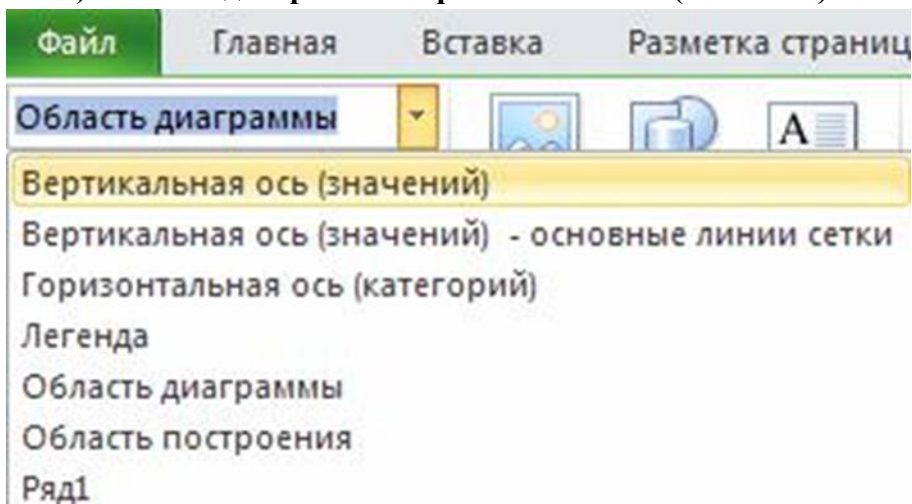 Файл Главная Вставка Разметка страниц
Область диаграммы A
Вертикальная ось (значений)
Вертикальная ось (значений) - основные линии сетки
Горизонтальная ось (категорий)
Легенда
Область диаграммы
Область построения
Ряд1